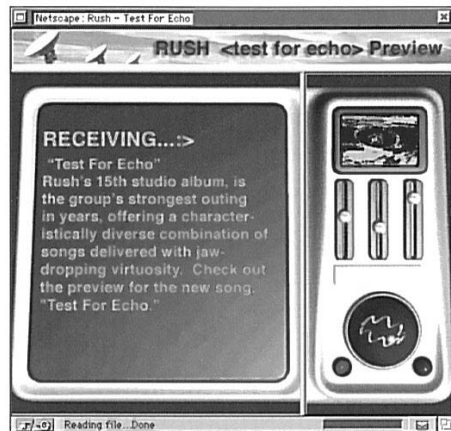 Netscape: Rush - Test For Echo
RUSH <test for echo> Preview
RECEIVING...:>
"Test For Echo"
Rush's 15th studio album, is
the group's strongest outing
in years, offering a character-
istically diverse combination of
songs delivered with jaw-
dropping virtuosity. Check out
the preview for the new song.
"Test For Echo."
Reading file...Done